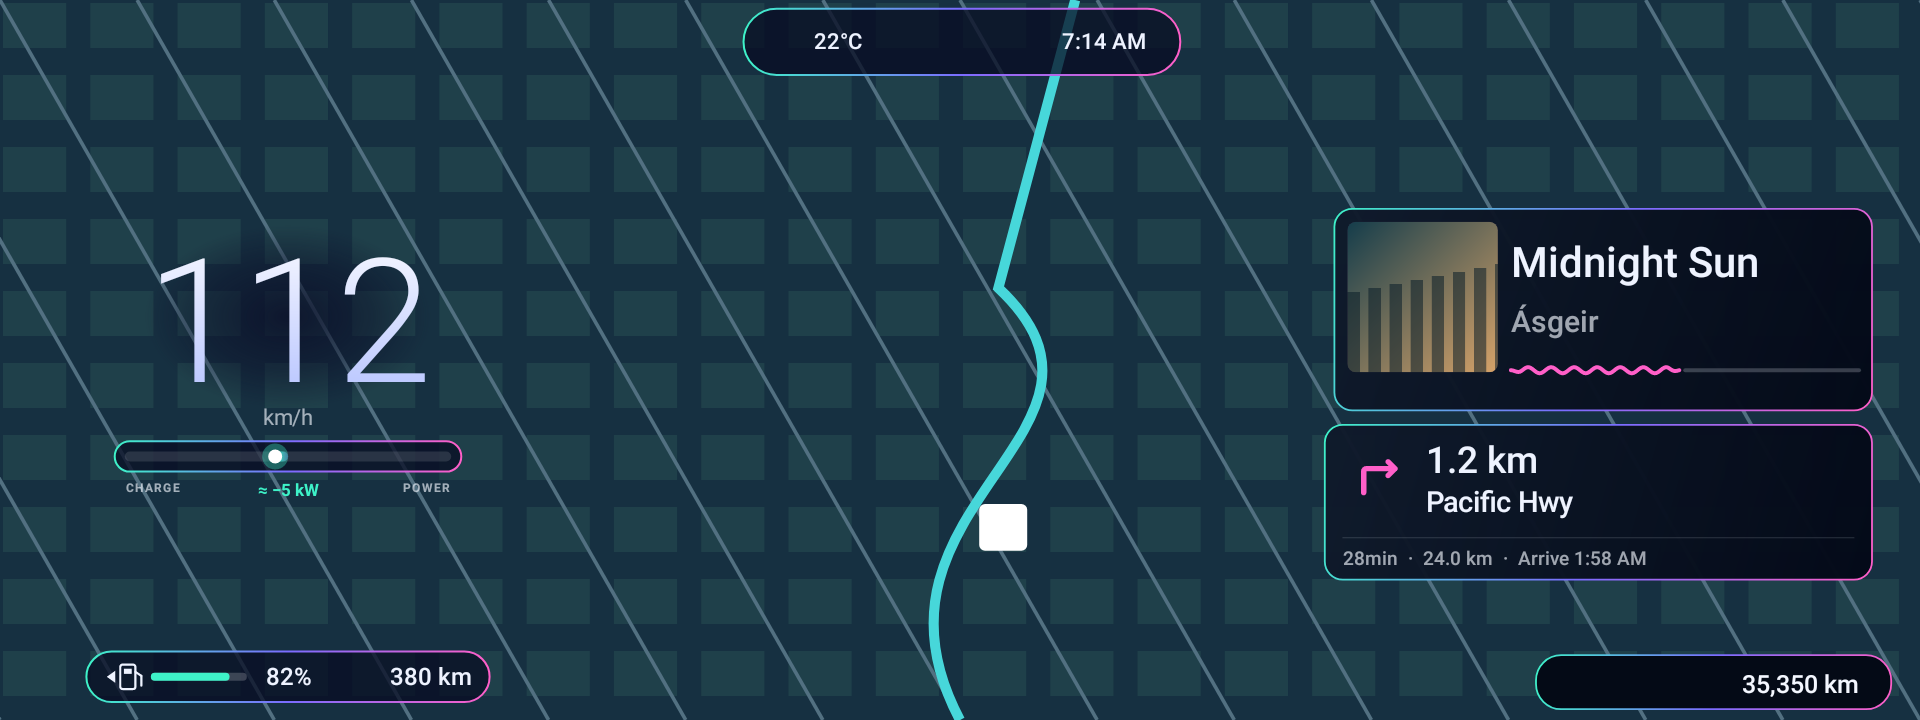 22°C 7:14 AM
112
km/h
CHARGE ≈ −5 kW POWER
82% 380 km
Midnight Sun
Ásgeir
1.2 km
Pacific Hwy
28min · 24.0 km · Arrive 1:58 AM
35,350 km